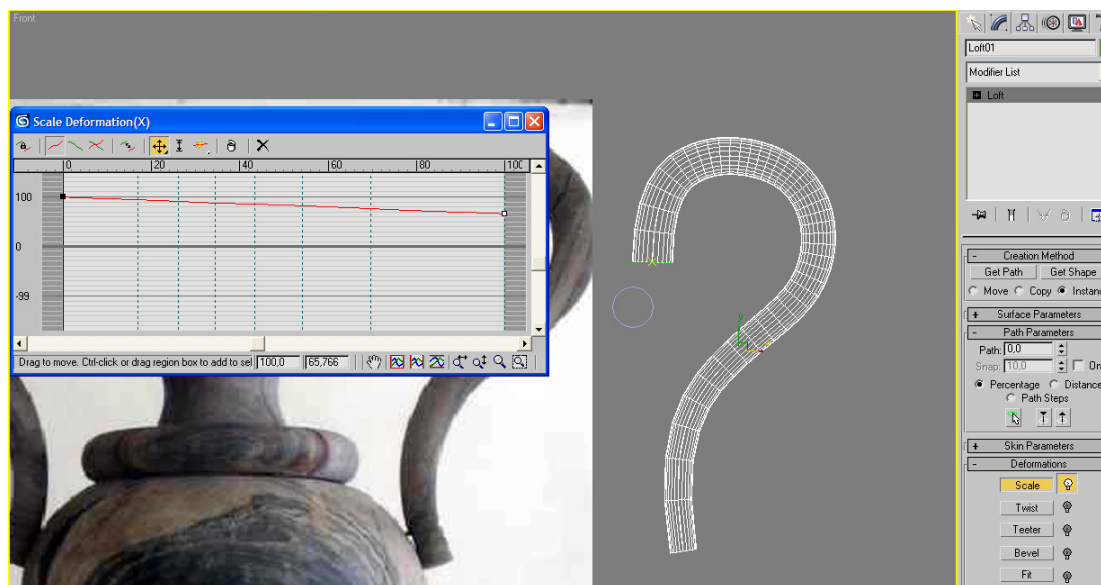 Front
Scale Deformation(X)
0 20 40 60 80 100
100
0
-99
Drag to move. Ctrl-click or drag region box to add to sel 100,0 65,766
y
Loft01
Modifier List
Loft
- Creation Method
Get Path Get Shape
Move Copy Instanc
+ Surface Parameters
- Path Parameters
Path: 0,0
Snap: 10,0 On
Percentage Distance
Path Steps
+ Skin Parameters
- Deformations
Scale
Twist
Teeter
Bevel
Fit